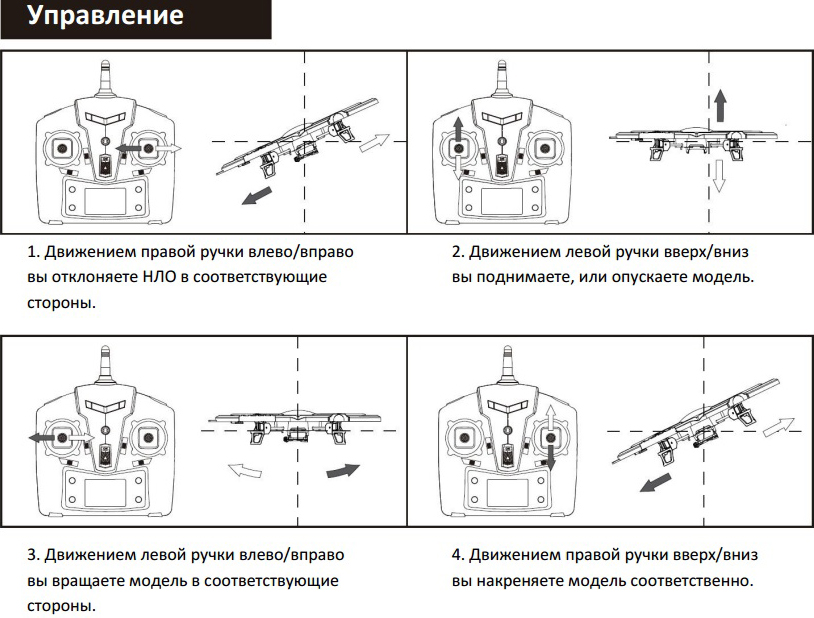 Управление
1. Движением правой ручки влево/вправо
вы отклоняете НЛО в соответствующие
стороны.
2. Движением левой ручки вверх/вниз
вы поднимаете, или опускаете модель.
3. Движением левой ручки влево/вправо
вы вращаете модель в соответствующие
стороны.
4. Движением правой ручки вверх/вниз
вы накреняете модель соответственно.